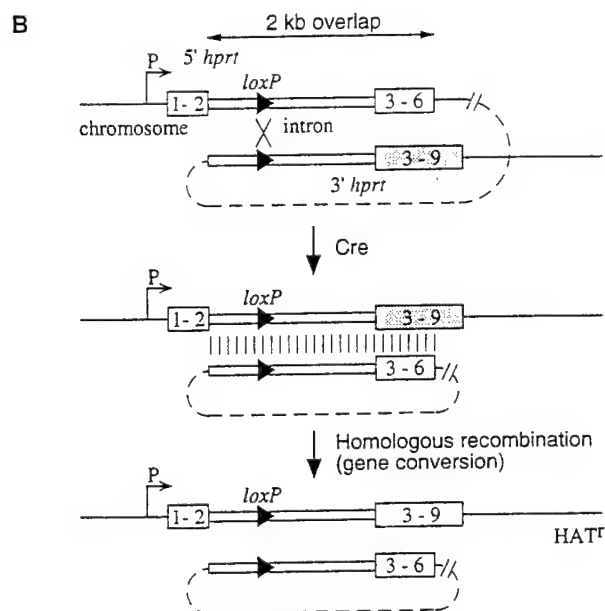 B
2 kb overlap
P
5' hprt
loxP
1 - 2
3 - 6
chromosome
intron
3 - 9
3' hprt
Cre
P
loxP
1 - 2
3 - 9
3 - 6
Homologous recombination
(gene conversion)
P
loxP
1 - 2
3 - 9
HATr
3 - 6